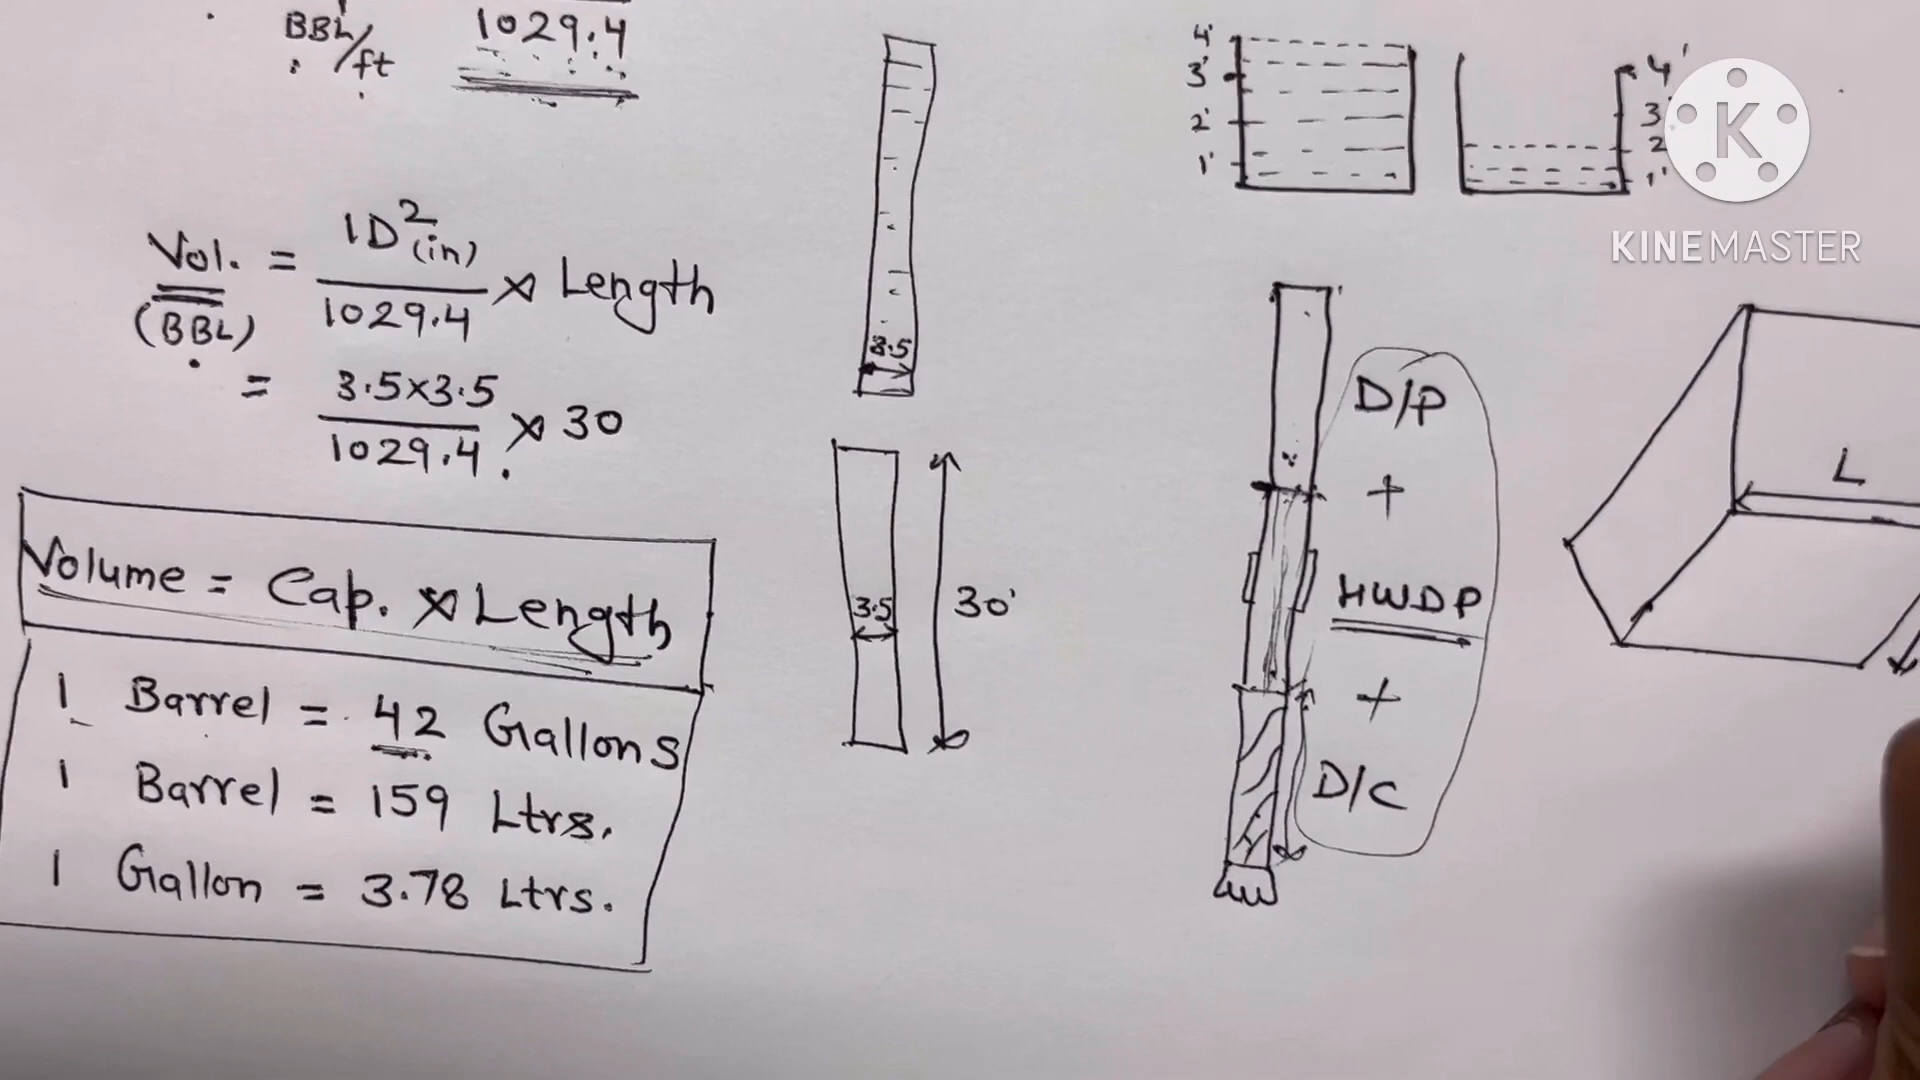 BBL/ft
1029.4
Vol. = ID²(in) / 1029.4 × Length
(BBL)
= 3.5×3.5 / 1029.4 × 30
Volume = Cap. × Length
1 Barrel = 42 Gallons
1 Barrel = 159 Ltrs.
1 Gallon = 3.78 Ltrs.
3.5
3.5
30'
4'
3'
2'
1'
4'
3'
2'
1'
D/P
+
HWDP
+
D/C
L
K
KINEMASTER